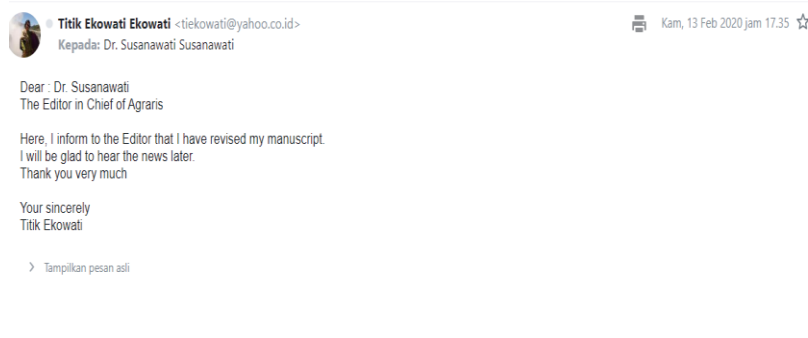 Titik Ekowati Ekowati <tiekowati@yahoo.co.id>
Kam, 13 Feb 2020 jam 17.35
Kepada: Dr. Susanawati Susanawati
Dear : Dr. Susanawati
The Editor in Chief of Agraris
Here, I inform to the Editor that I have revised my manuscript.
I will be glad to hear the news later.
Thank you very much
Your sincerely
Titik Ekowati
Tampilkan pesan asli